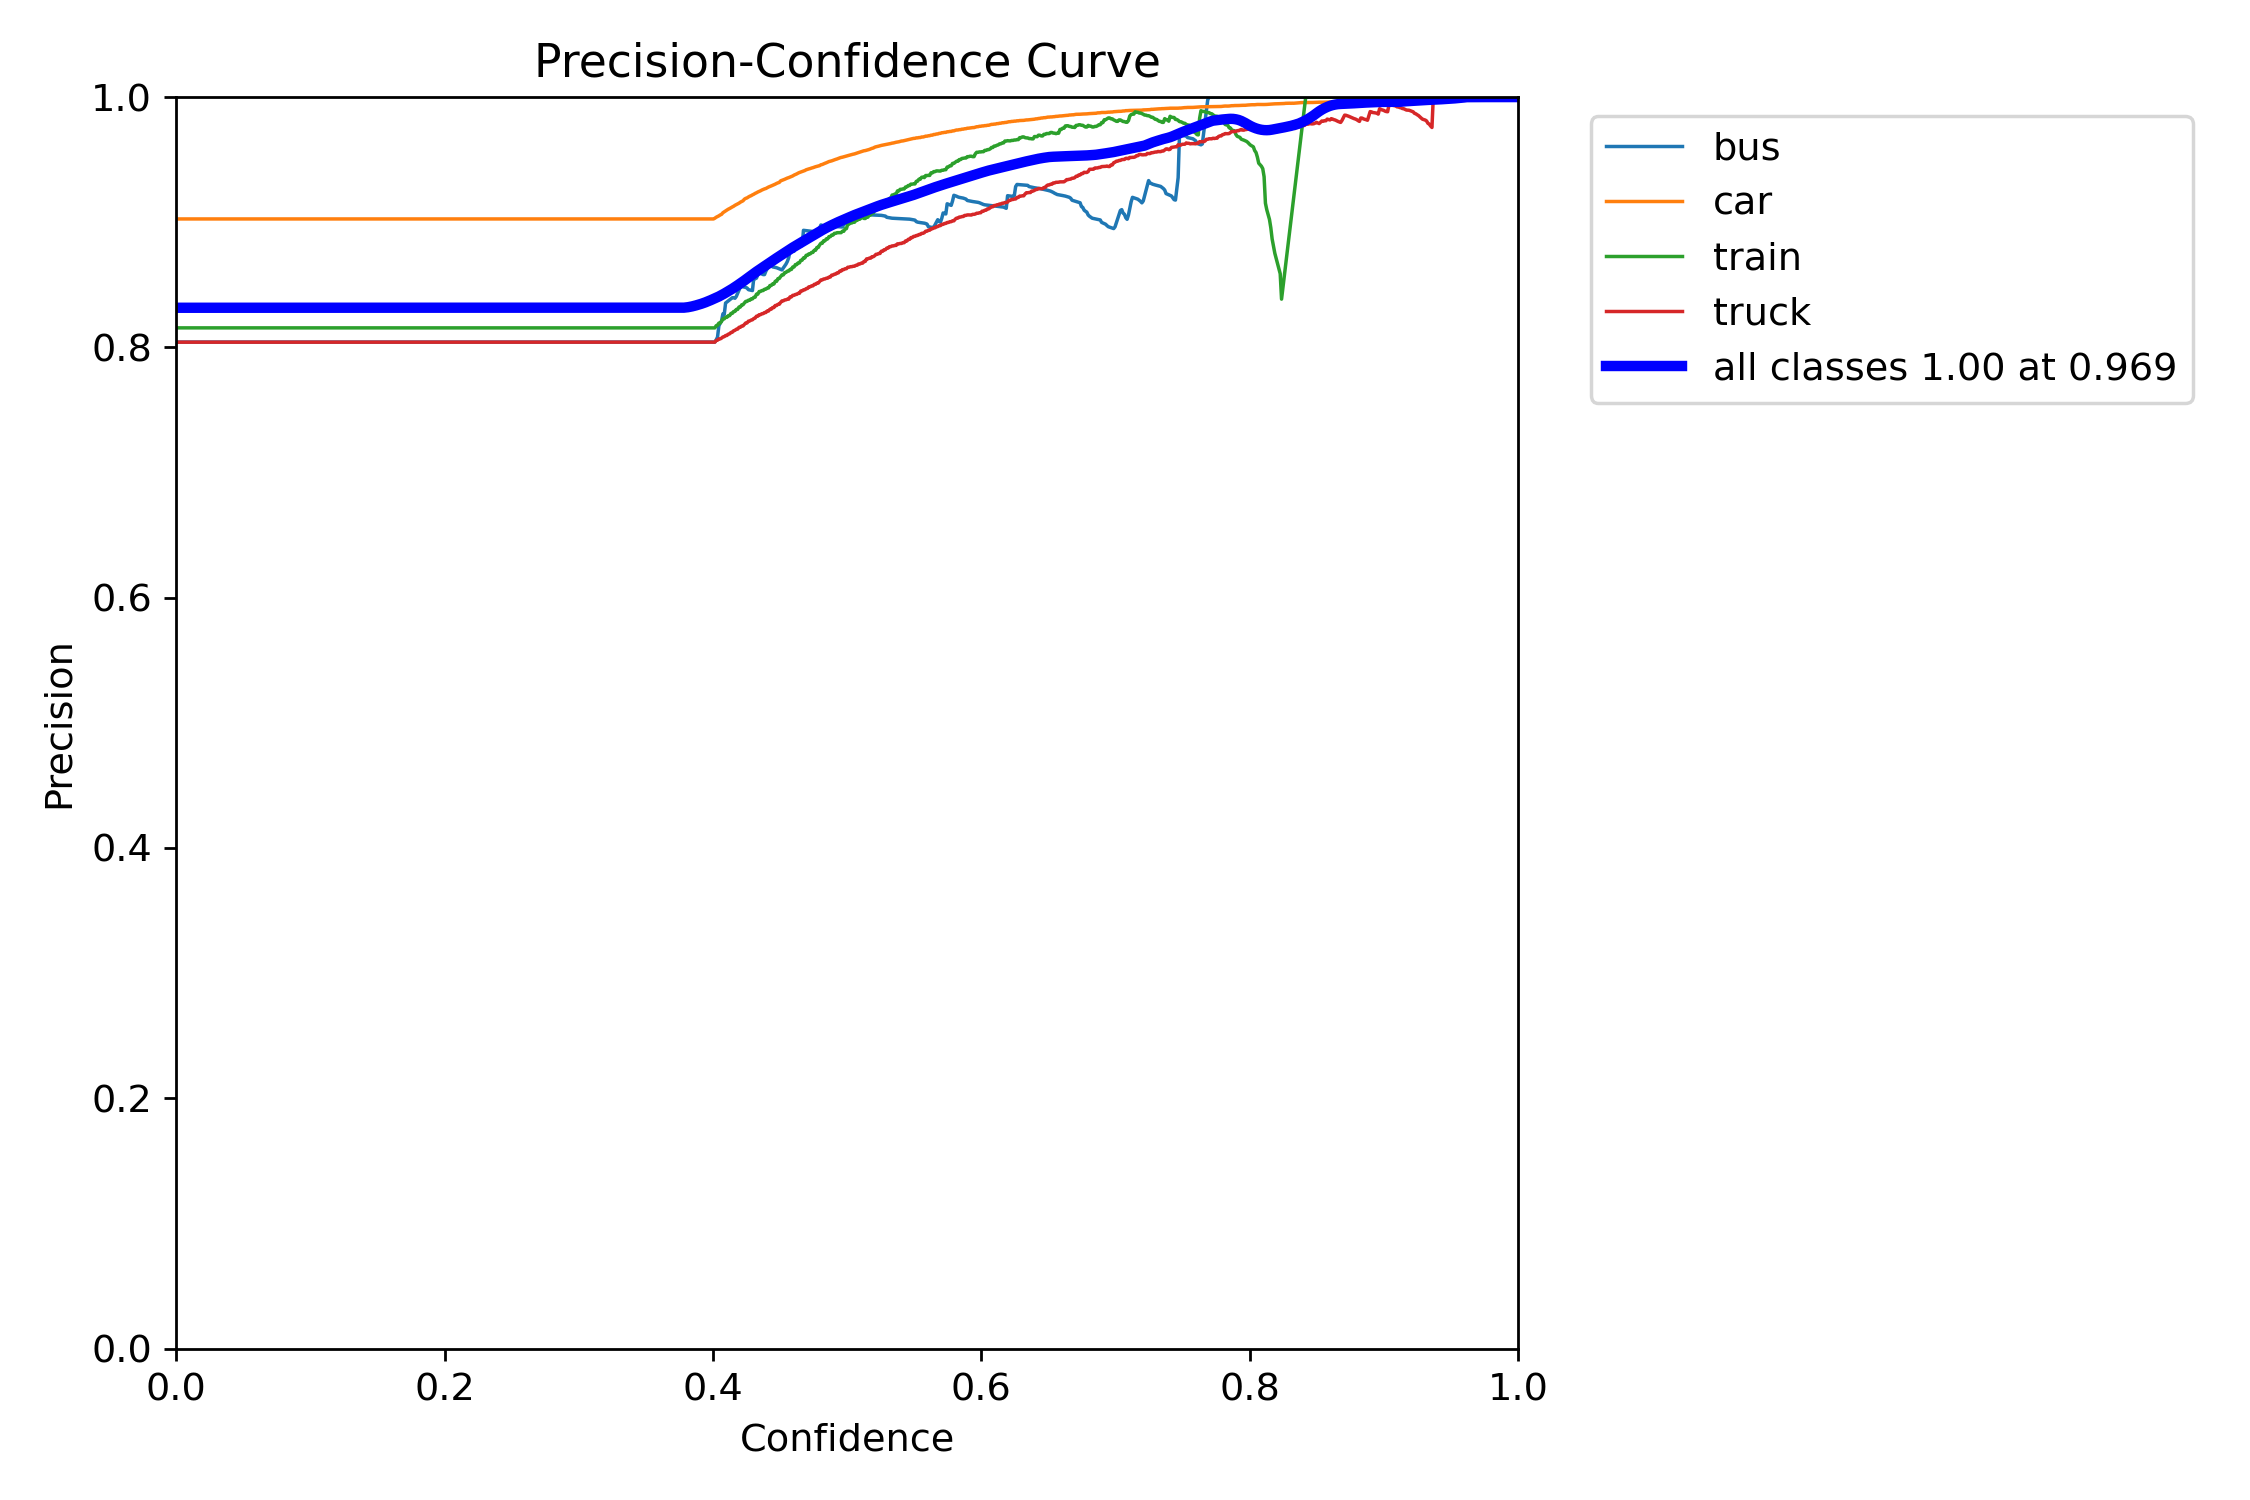 Precision-Confidence Curve
1.0
0.8
0.6
0.4
0.2
0.0
Precision
0.0 0.2 0.4 0.6 0.8 1.0
Confidence
bus
car
train
truck
all classes 1.00 at 0.969